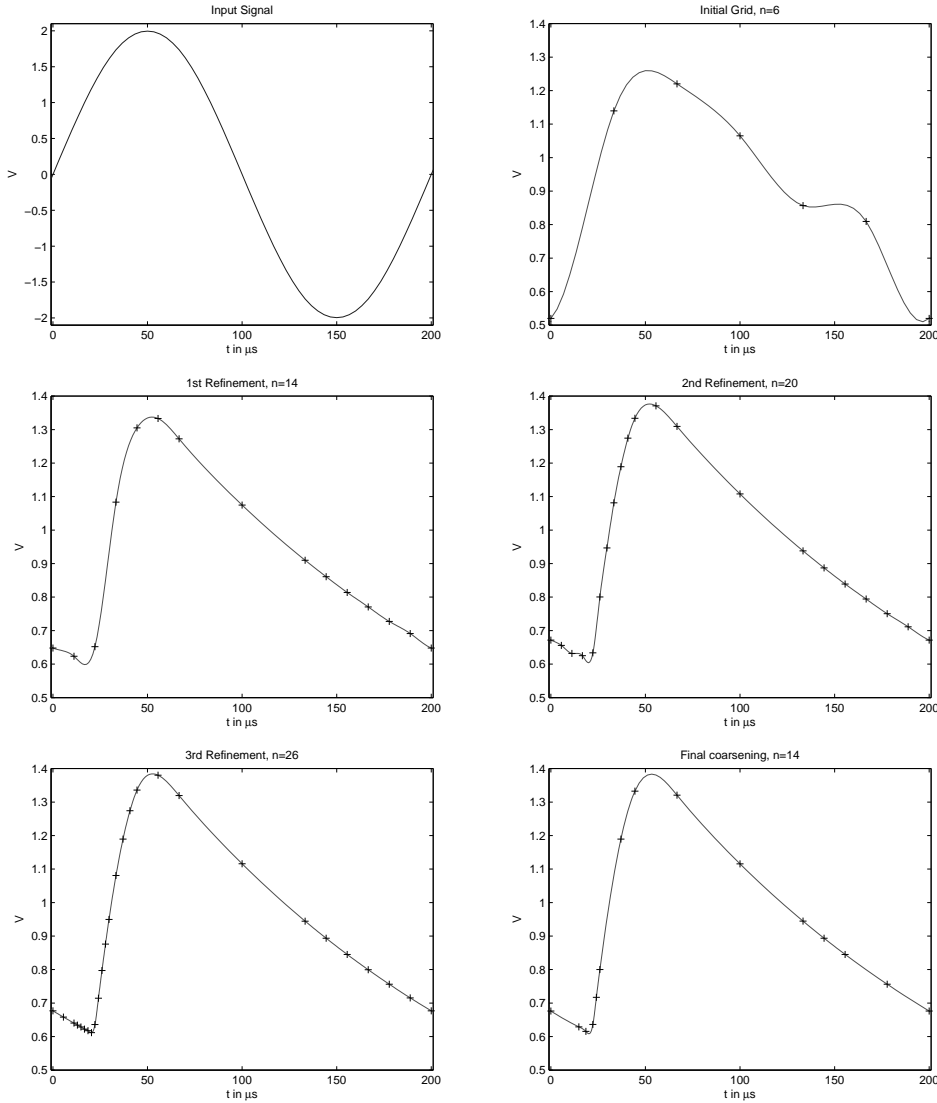 Input Signal
2
1.5
1
0.5
0
−0.5
−1
−1.5
−2
V
0 50 100 150 200
t in µs
Initial Grid, n=6
1.4
1.3
1.2
1.1
1
0.9
0.8
0.7
0.6
0.5
V
0 50 100 150 200
t in µs
1st Refinement, n=14
1.4
1.3
1.2
1.1
1
0.9
0.8
0.7
0.6
0.5
V
0 50 100 150 200
t in µs
2nd Refinement, n=20
1.4
1.3
1.2
1.1
1
0.9
0.8
0.7
0.6
0.5
V
0 50 100 150 200
t in µs
3rd Refinement, n=26
1.4
1.3
1.2
1.1
1
0.9
0.8
0.7
0.6
0.5
V
0 50 100 150 200
t in µs
Final coarsening, n=14
1.4
1.3
1.2
1.1
1
0.9
0.8
0.7
0.6
0.5
V
0 50 100 150 200
t in µs